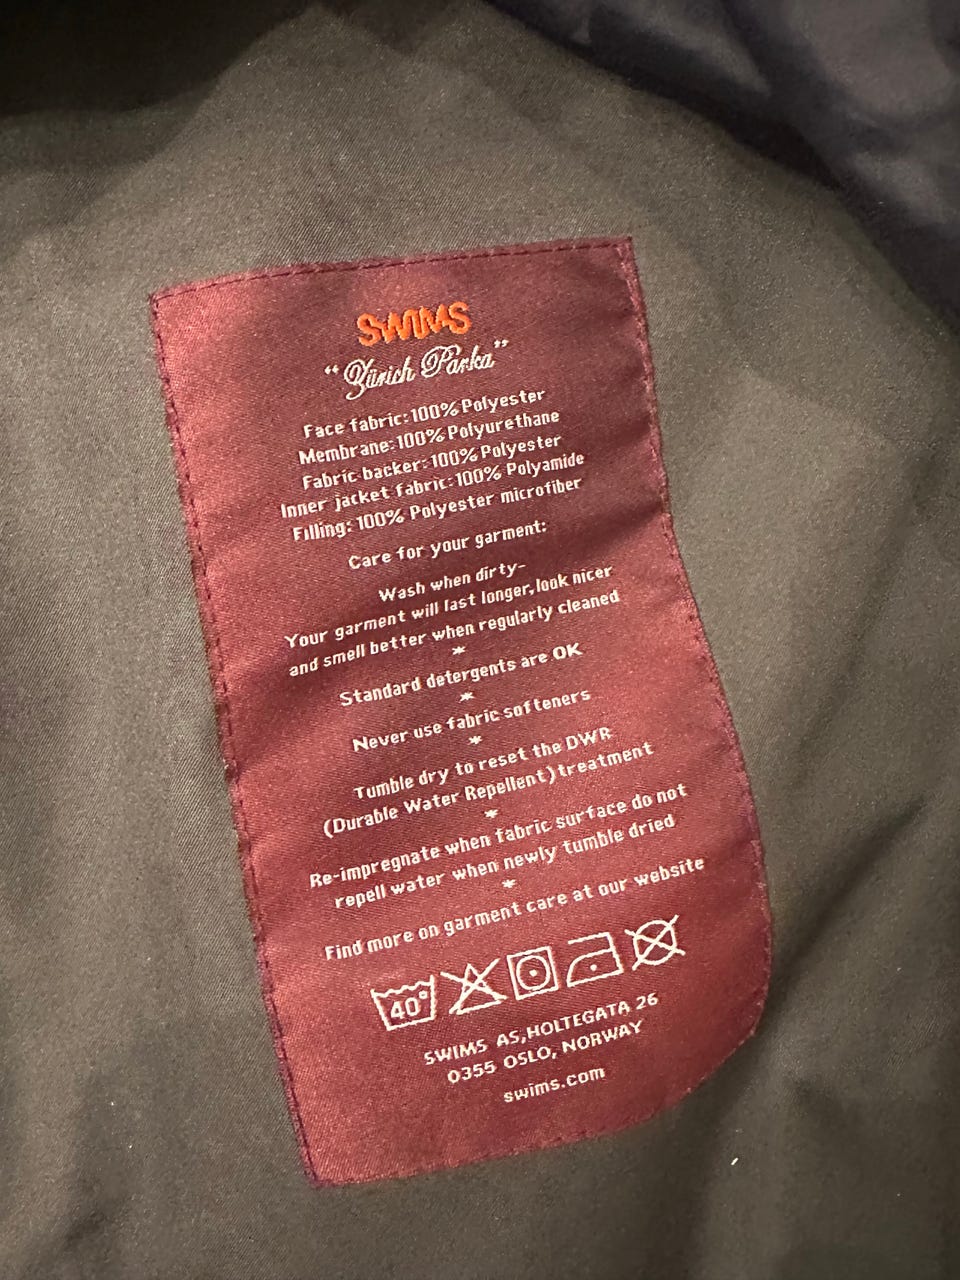 SWIMS
"Zürich Parka"
Face fabric: 100% Polyester
Membrane: 100% Polyurethane
Fabric backer: 100% Polyester
Inner jacket fabric: 100% Polyamide
Filling: 100% Polyester microfiber
Care for your garment:
Wash when dirty-
Your garment will last longer, look nicer
and smell better when regularly cleaned
*
Standard detergents are OK
*
Never use fabric softeners
*
Tumble dry to reset the DWR
(Durable Water Repellent) treatment
*
Re-impregnate when fabric surface do not
repell water when newly tumble dried
*
Find more on garment care at our website
40°
SWIMS AS, HOLTEGATA 26
0355 OSLO, NORWAY
swims.com